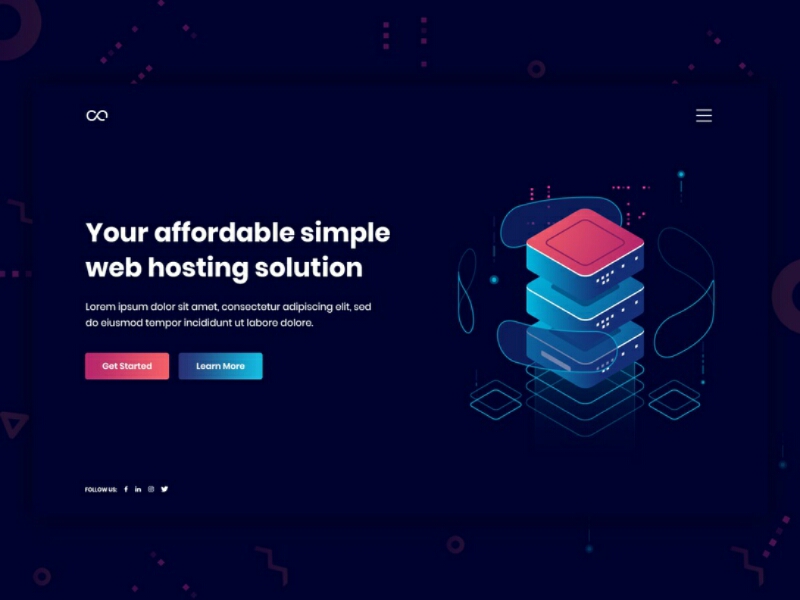 Your affordable simple
web hosting solution
Lorem ipsum dolor sit amet, consectetur adipiscing elit, sed
do eiusmod tempor incididunt ut labore dolore.
Get Started
Learn More
FOLLOW US: